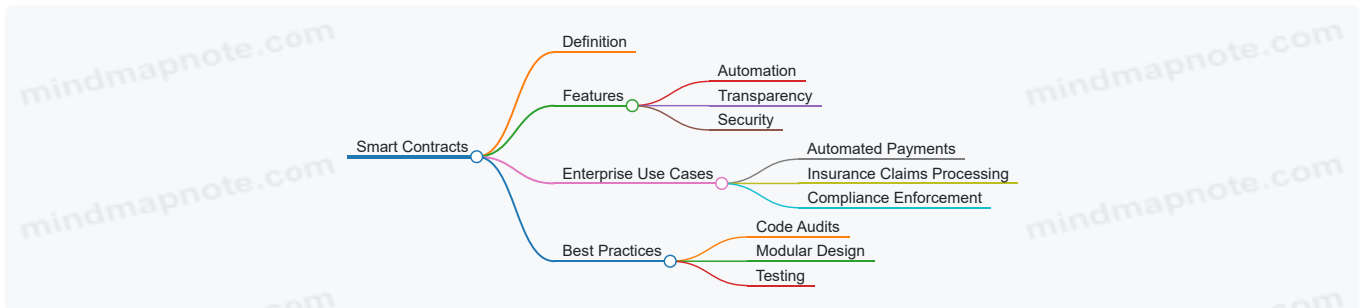 mindmapnote.com
mindmapnote.com
Definition
Automation
Features
Transparency
Security
Smart Contracts
Automated Payments
Enterprise Use Cases
Insurance Claims Processing
Compliance Enforcement
mindmapnote.com
mindmapnote.com
Code Audits
Best Practices
Modular Design
Testing